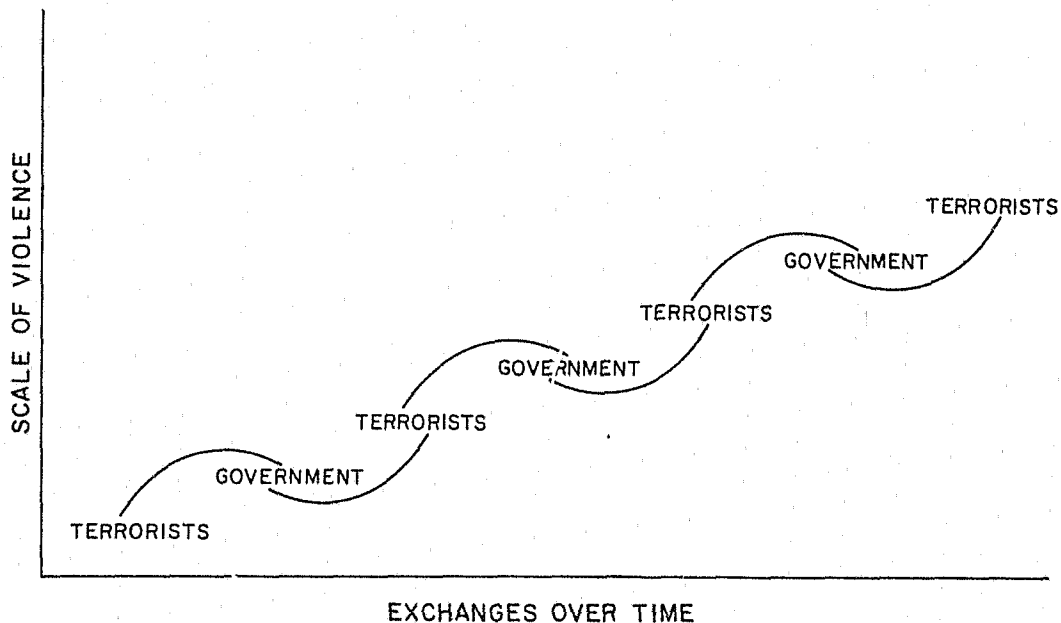 SCALE OF VIOLENCE
TERRORISTS
GOVERNMENT
TERRORISTS
GOVERNMENT
TERRORISTS
GOVERNMENT
TERRORISTS
EXCHANGES OVER TIME